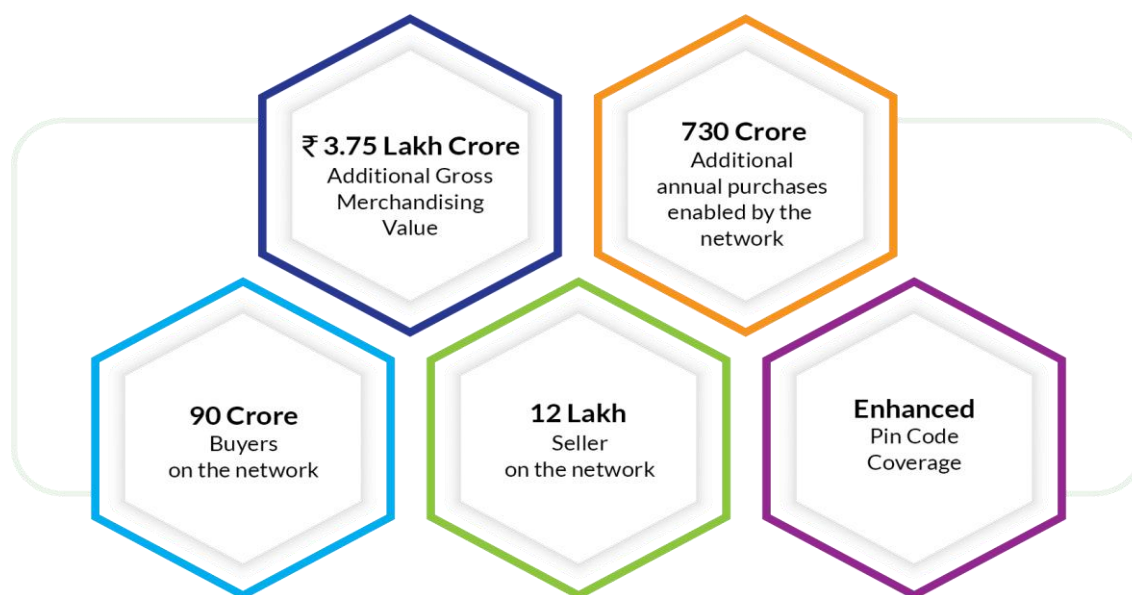 ₹ 3.75 Lakh Crore
Additional Gross
Merchandising
Value
730 Crore
Additional
annual purchases
enabled by the
network
90 Crore
Buyers
on the network
12 Lakh
Seller
on the network
Enhanced
Pin Code
Coverage